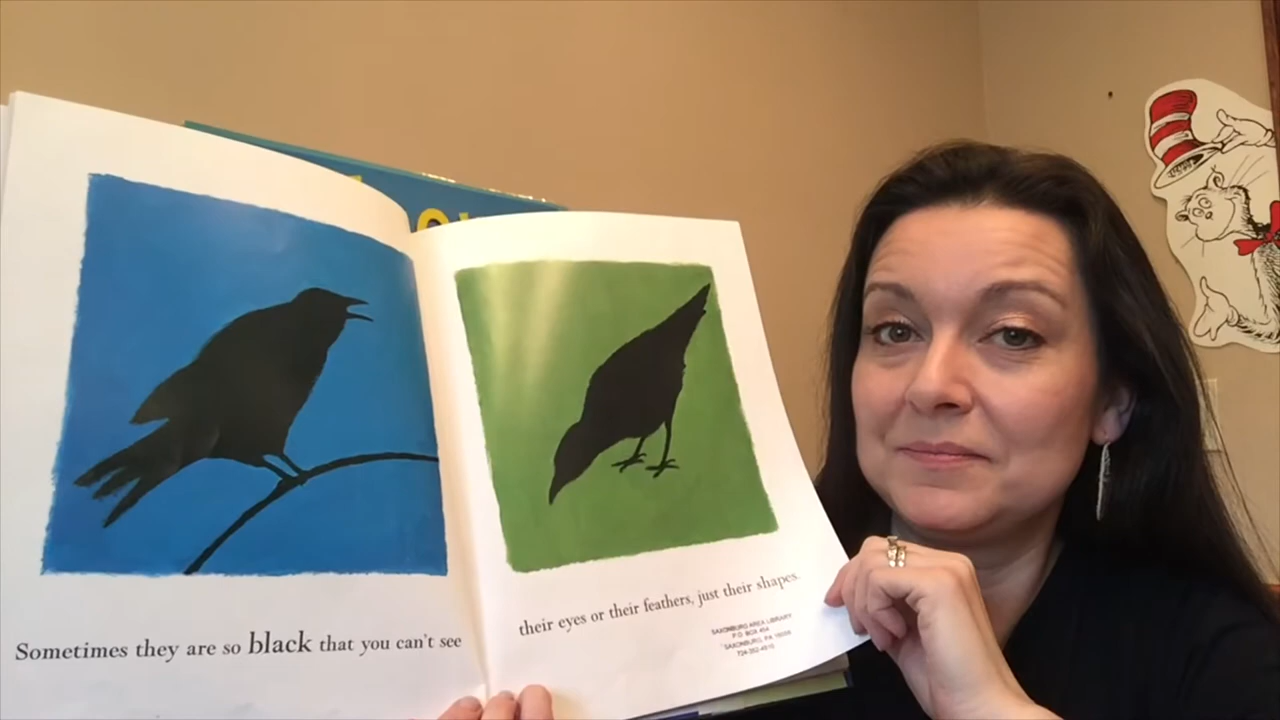 Sometimes they are so black that you can't see
their eyes or their feathers, just their shapes.
SAXONBURG AREA LIBRARY
P.O. BOX 454
SAXONBURG, PA 16056